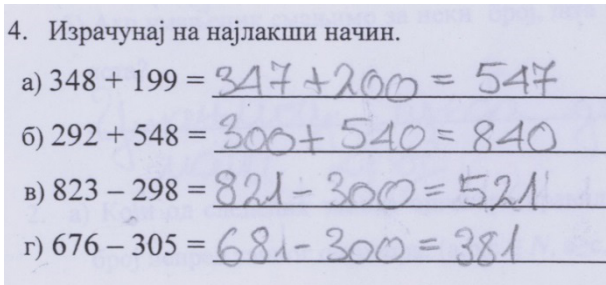 4. Израчунај на најлакши начин.
а) 348 + 199 = 347 + 200 = 547
б) 292 + 548 = 300 + 540 = 840
в) 823 – 298 = 821 – 300 = 521
г) 676 – 305 = 681 – 300 = 381